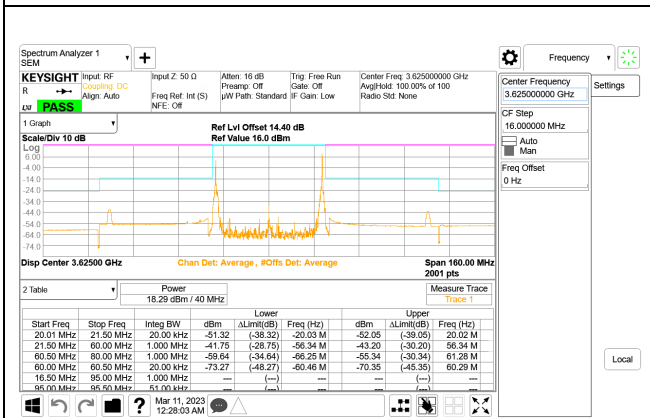 Spectrum Analyzer 1
SEM
+
Frequency
KEYSIGHT
Input: RF
Coupling: DC
Align: Auto
Input Z: 50 Ω
Freq Ref: Int (S)
NFE: Off
Atten: 16 dB
Preamp: Off
µW Path: Standard
Trig: Free Run
Gate: Off
IF Gain: Low
Center Freq: 3.625000000 GHz
Avg|Hold: 100.00% of 100
Radio Std: None
R
PASS
Center Frequency
3.625000000 GHz
Settings
CF Step
16.000000 MHz
Auto
Man
Freq Offset
0 Hz
1 Graph
Scale/Div 10 dB
Ref Lvl Offset 14.40 dB
Ref Value 16.0 dBm
Log
6.00
-4.00
-14.0
-24.0
-34.0
-44.0
-54.0
-64.0
-74.0
Disp Center 3.62500 GHz
Chan Det: Average , #Offs Det: Average
Span 160.00 MHz
2001 pts
2 Table
Power
18.29 dBm / 40 MHz
Measure Trace
Trace 1
Lower Upper
Start Freq Stop Freq Integ BW dBm ΔLimit(dB) Freq (Hz) dBm ΔLimit(dB) Freq (Hz)
20.01 MHz 21.50 MHz 20.00 kHz -51.32 (-38.32) -20.03 M -52.05 (-39.05) 20.02 M
21.50 MHz 60.00 MHz 1.000 MHz -41.75 (-28.75) -56.34 M -43.20 (-30.20) 56.34 M
60.50 MHz 80.00 MHz 1.000 MHz -59.64 (-34.64) -66.25 M -55.34 (-30.34) 61.28 M
60.00 MHz 60.50 MHz 20.00 kHz -73.27 (-48.27) -60.46 M -70.35 (-45.35) 60.29 M
16.50 MHz 95.00 MHz 1.000 MHz --- (---) --- --- (---) ---
95.00 MHz 95.50 MHz 51.00 kHz --- (---) --- --- (---) ---
Local
?
Mar 11, 2023
12:28:03 AM